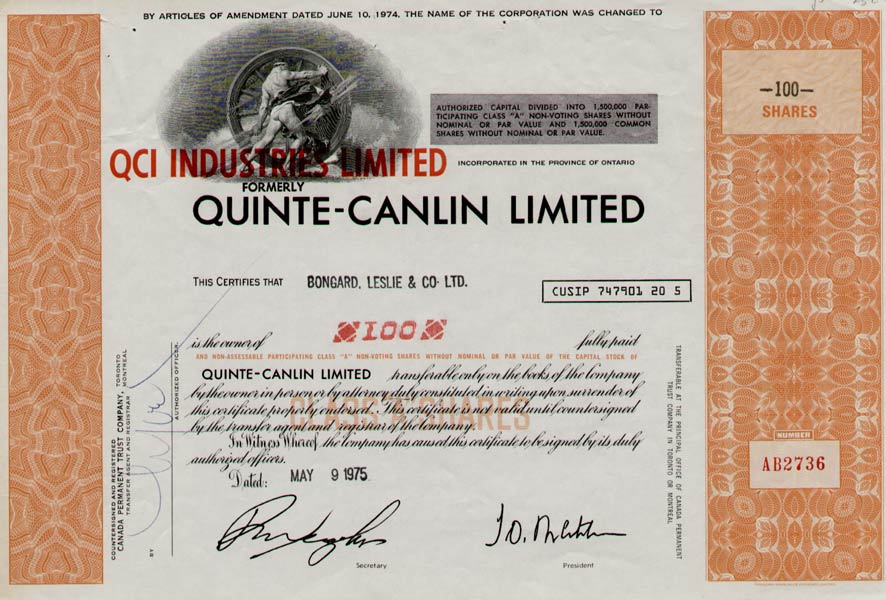 BY ARTICLES OF AMENDMENT DATED JUNE 10, 1974, THE NAME OF THE CORPORATION WAS CHANGED TO
—100—
SHARES
AUTHORIZED CAPITAL DIVIDED INTO 1,500,000 PAR-
TICIPATING CLASS "A" NON-VOTING SHARES WITHOUT
NOMINAL OR PAR VALUE AND 1,500,000 COMMON
SHARES WITHOUT NOMINAL OR PAR VALUE.
QCI INDUSTRIES LIMITED
INCORPORATED IN THE PROVINCE OF ONTARIO
FORMERLY
QUINTE-CANLIN LIMITED
THIS CERTIFIES THAT BONGARD, LESLIE & CO. LTD.
CUSIP 747901 20 5
is the owner of 100 fully paid
AND NON-ASSESSABLE PARTICIPATING CLASS "A" NON-VOTING SHARES WITHOUT NOMINAL OR PAR VALUE OF THE CAPITAL STOCK OF
QUINTE-CANLIN LIMITED transferable only on the books of the Company
by the owner in person or by attorney duly constituted in writing upon surrender of
this certificate properly endorsed. This certificate is not valid until countersigned
by the transfer agent and registrar of the Company.
In Witness Whereof, the Company has caused this certificate to be signed by its duly
authorized officers.
Dated: MAY 9 1975
Secretary
President
COUNTERSIGNED AND REGISTERED
CANADA PERMANENT TRUST COMPANY, TORONTO MONTREAL
TRANSFER AGENT AND REGISTRAR
BY
AUTHORIZED OFFICER
TRANSFERABLE AT THE PRINCIPAL OFFICE OF CANADA PERMANENT
TRUST COMPANY IN TORONTO OR MONTREAL
NUMBER
AB2736